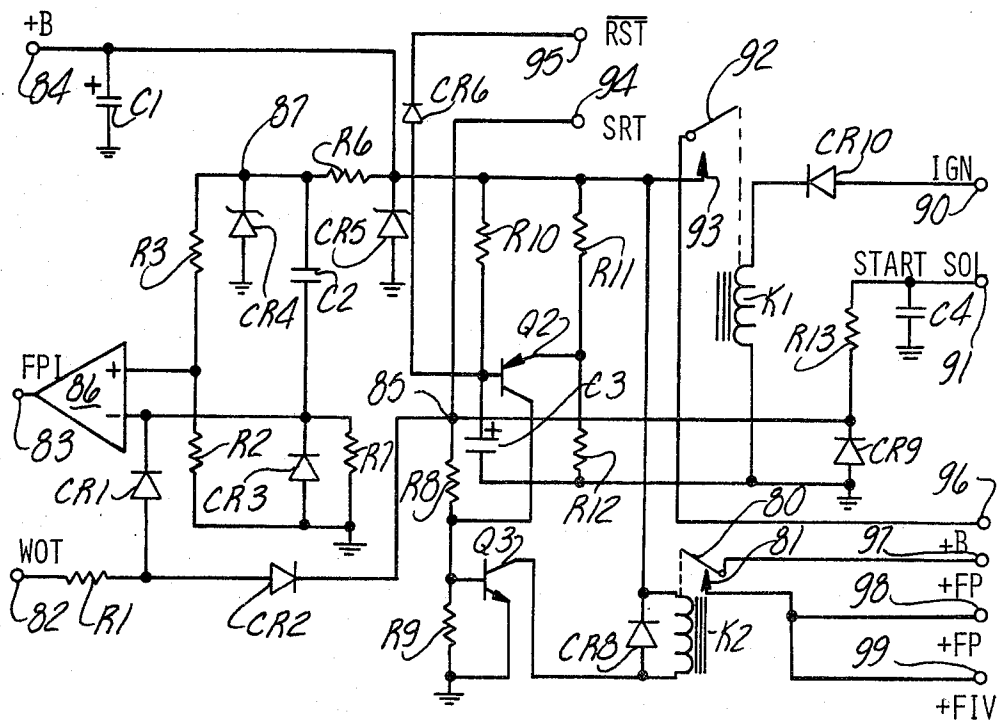 +B
84
+
C1
87
R6
95
RST
94
SRT
92
CR6
CR10
IGN
90
93
R3
CR5
CR4
C2
R10
R11
K1
START SOL
C4
R13
91
Q2
FPI
86
+
−
83
85
+
C3
R2
R7
CR1
CR3
R8
R12
CR9
96
80
81
Q3
97
+B
98
+FP
WOT
82
R1
CR2
R9
CR8
K2
99
+FP
+FIV